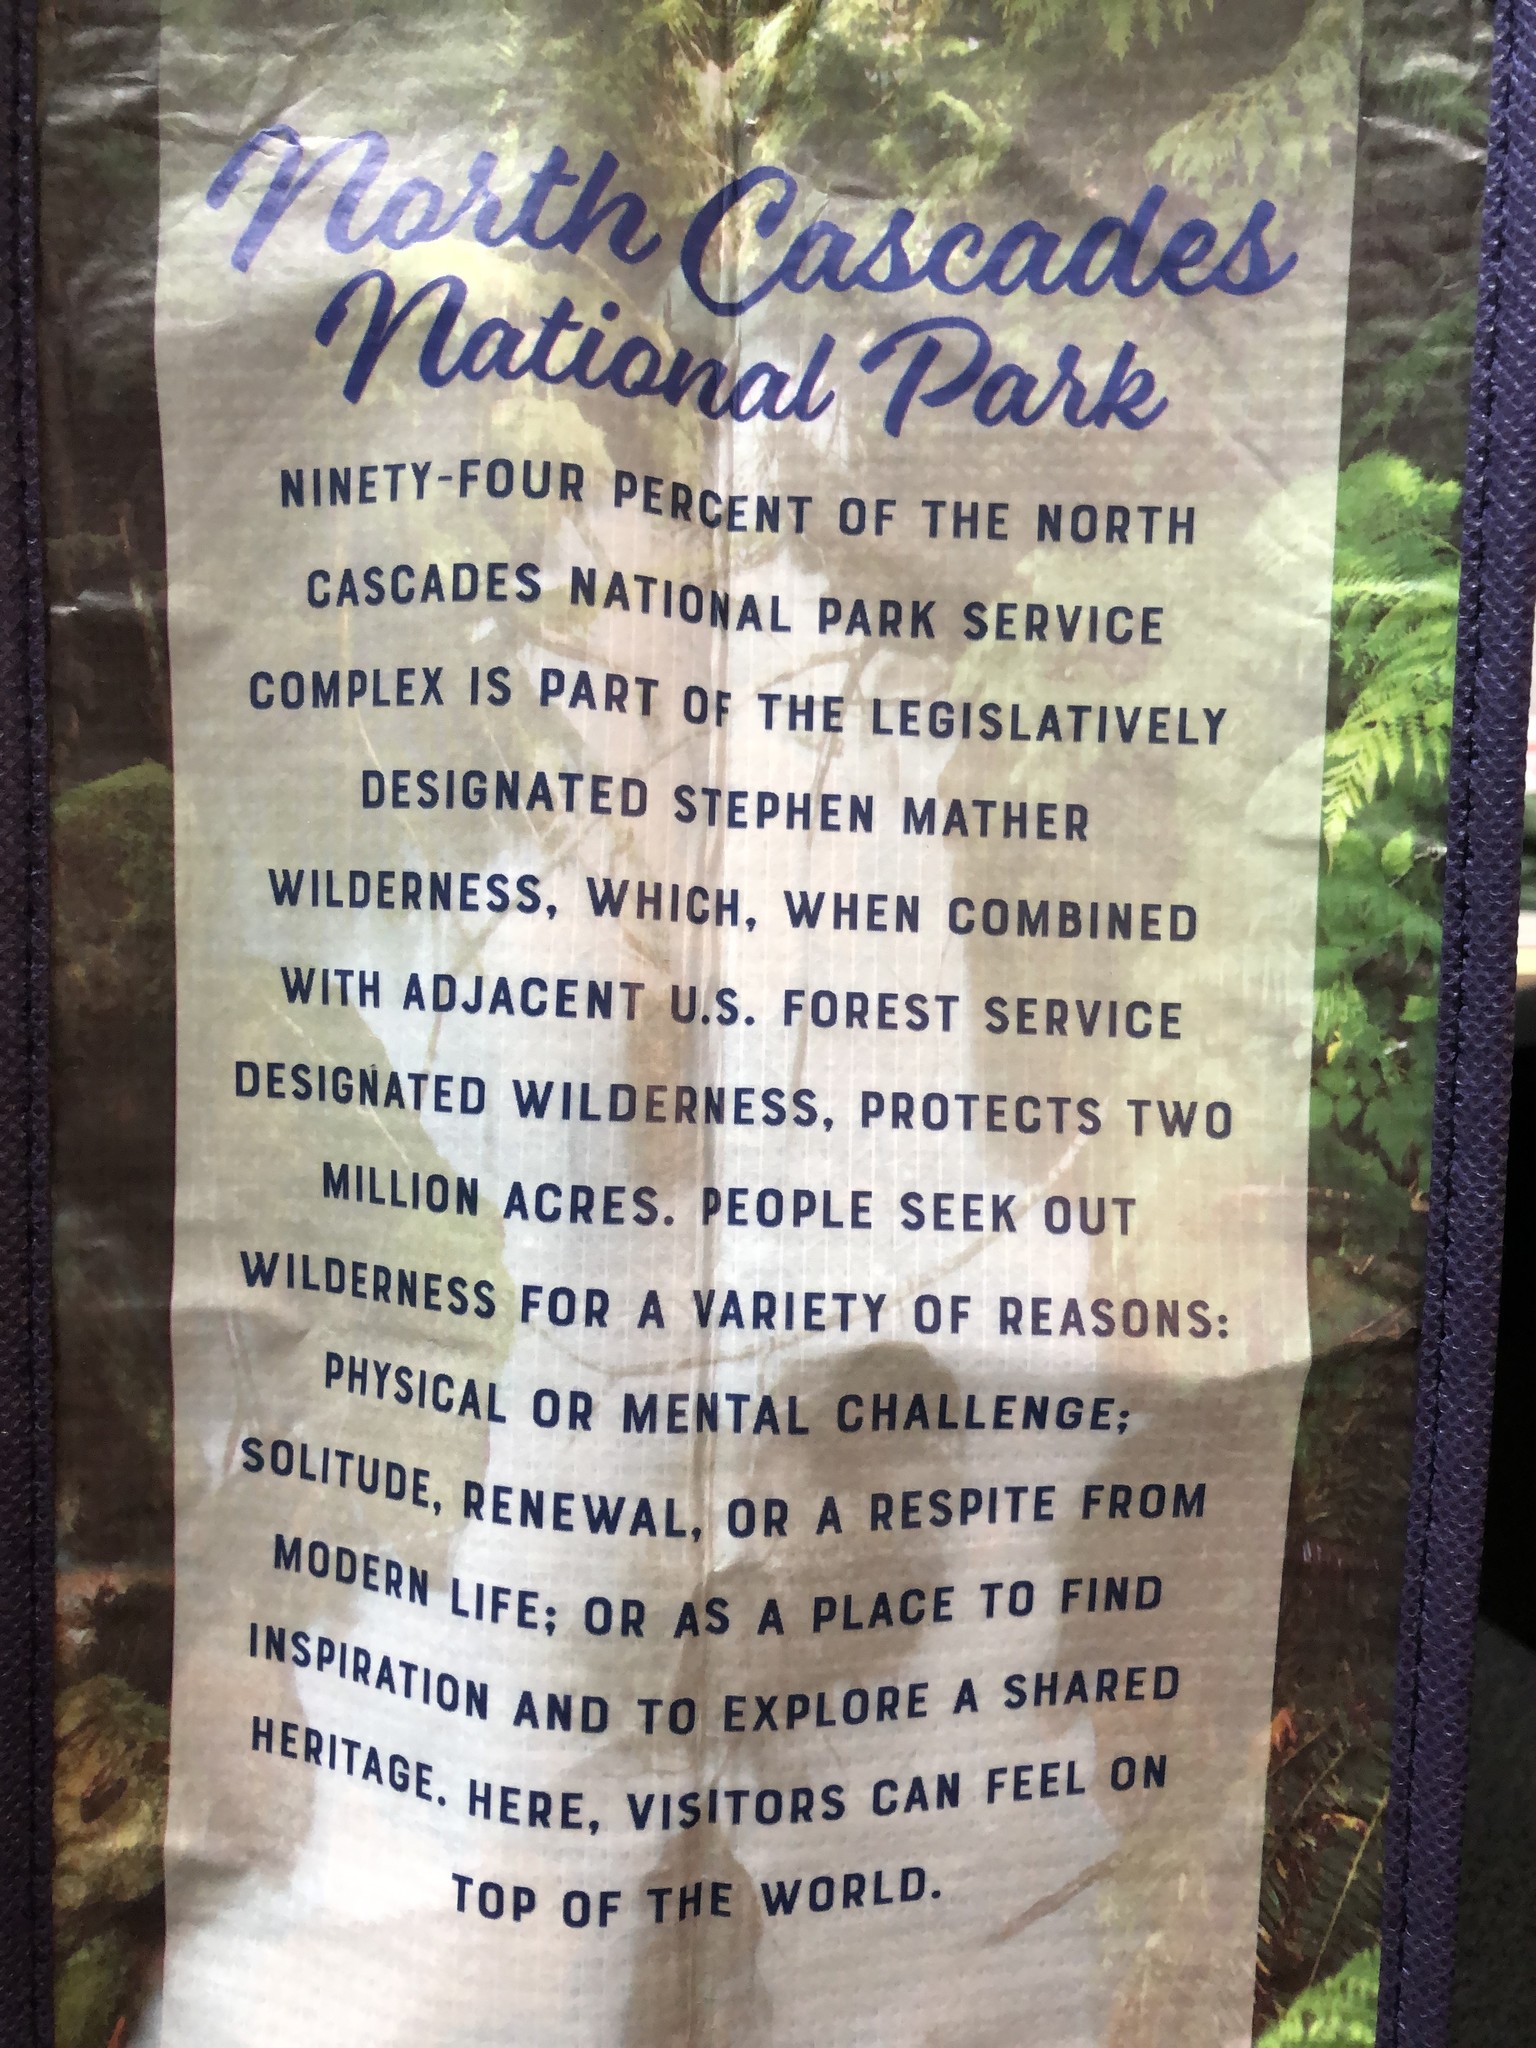 North Cascades
National Park
NINETY-FOUR PERCENT OF THE NORTH
CASCADES NATIONAL PARK SERVICE
COMPLEX IS PART OF THE LEGISLATIVELY
DESIGNATED STEPHEN MATHER
WILDERNESS, WHICH, WHEN COMBINED
WITH ADJACENT U.S. FOREST SERVICE
DESIGNATED WILDERNESS, PROTECTS TWO
MILLION ACRES. PEOPLE SEEK OUT
WILDERNESS FOR A VARIETY OF REASONS:
PHYSICAL OR MENTAL CHALLENGE;
SOLITUDE, RENEWAL, OR A RESPITE FROM
MODERN LIFE; OR AS A PLACE TO FIND
INSPIRATION AND TO EXPLORE A SHARED
HERITAGE. HERE, VISITORS CAN FEEL ON
TOP OF THE WORLD.